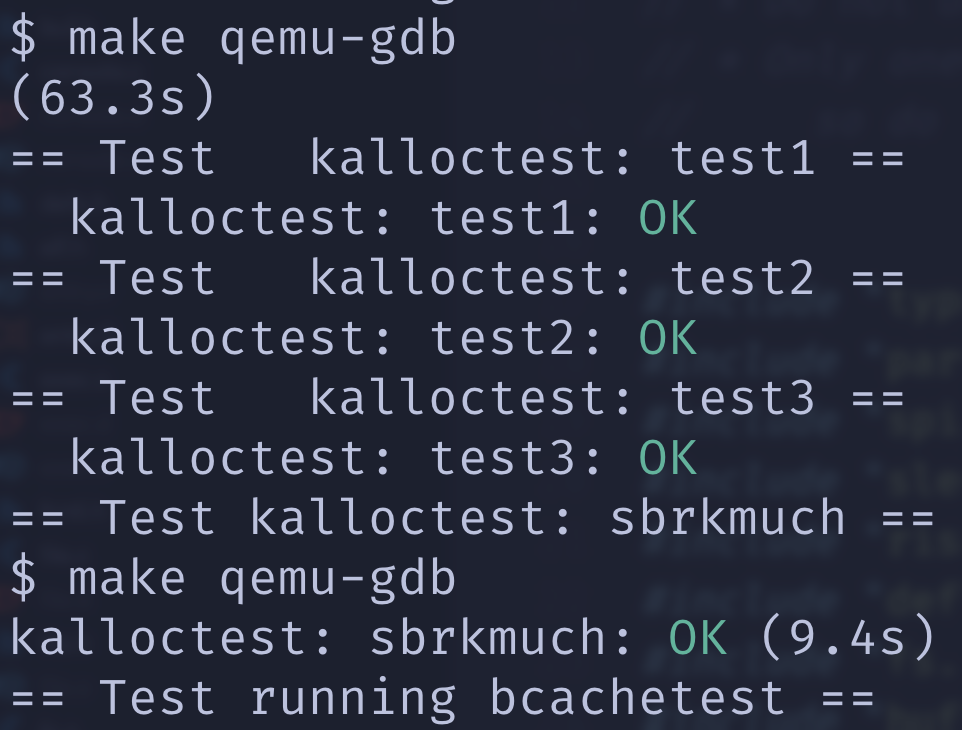 $ make qemu-gdb
(63.3s)
== Test   kalloctest: test1 ==
  kalloctest: test1: OK
== Test   kalloctest: test2 ==
  kalloctest: test2: OK
== Test   kalloctest: test3 ==
  kalloctest: test3: OK
== Test kalloctest: sbrkmuch ==
$ make qemu-gdb
kalloctest: sbrkmuch: OK (9.4s)
== Test running bcachetest ==